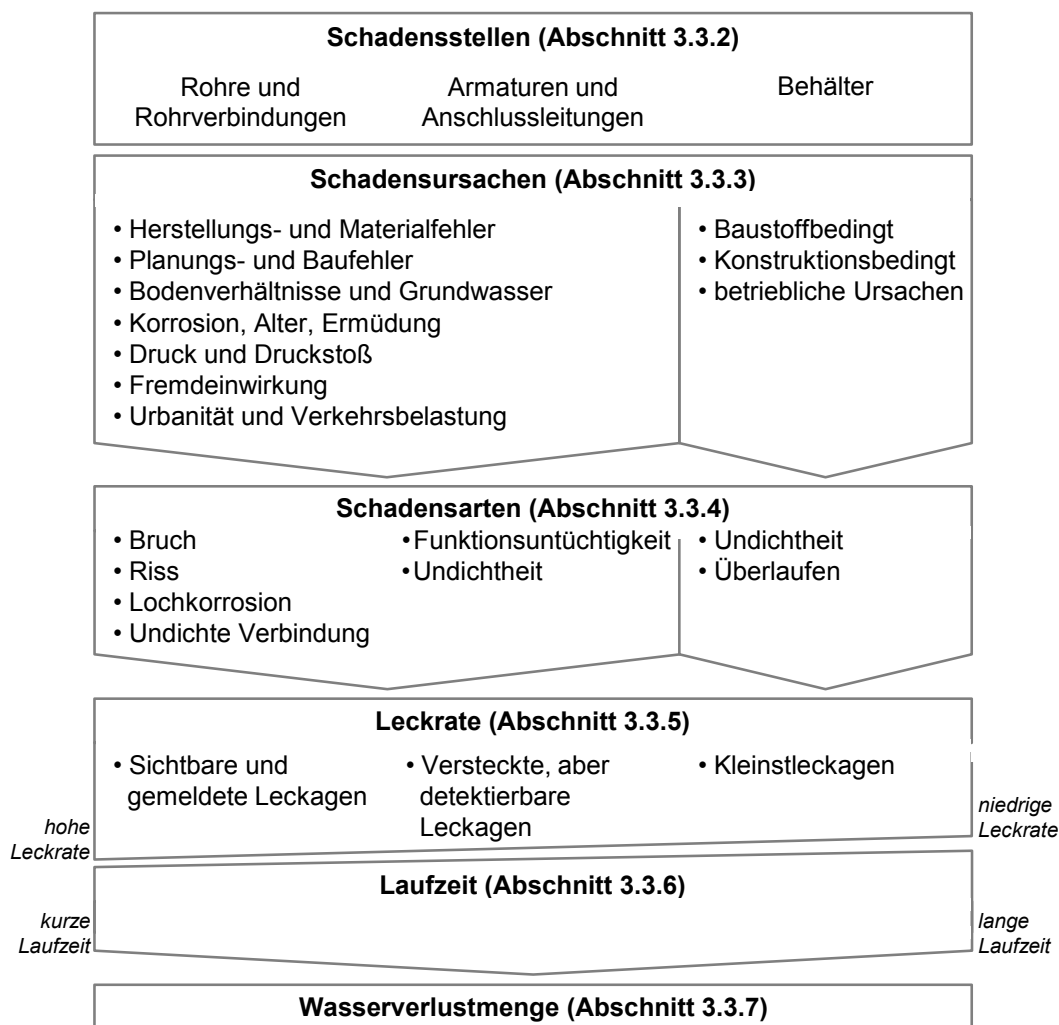 Schadensstellen (Abschnitt 3.3.2)
Rohre und
Rohrverbindungen
Armaturen und
Anschlussleitungen
Behälter
Schadensursachen (Abschnitt 3.3.3)
• Herstellungs- und Materialfehler
• Planungs- und Baufehler
• Bodenverhältnisse und Grundwasser
• Korrosion, Alter, Ermüdung
• Druck und Druckstoß
• Fremdeinwirkung
• Urbanität und Verkehrsbelastung
• Baustoffbedingt
• Konstruktionsbedingt
• betriebliche Ursachen
Schadensarten (Abschnitt 3.3.4)
• Bruch
• Riss
• Lochkorrosion
• Undichte Verbindung
•Funktionsuntüchtigkeit
•Undichtheit
• Undichtheit
• Überlaufen
Leckrate (Abschnitt 3.3.5)
• Sichtbare und
gemeldete Leckagen
• Versteckte, aber
detektierbare
Leckagen
• Kleinstleckagen
hohe
Leckrate
niedrige
Leckrate
Laufzeit (Abschnitt 3.3.6)
kurze
Laufzeit
lange
Laufzeit
Wasserverlustmenge (Abschnitt 3.3.7)